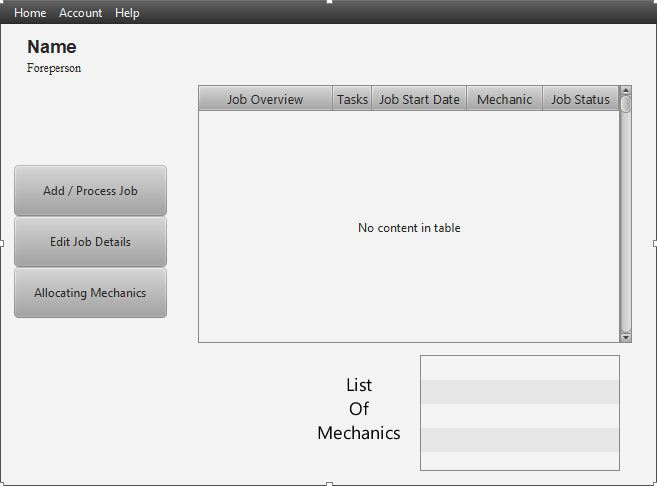 Home Account Help
Name
Foreperson
Job Overview Tasks Job Start Date Mechanic Job Status
Add / Process Job
No content in table
Edit Job Details
Allocating Mechanics
List
Of
Mechanics